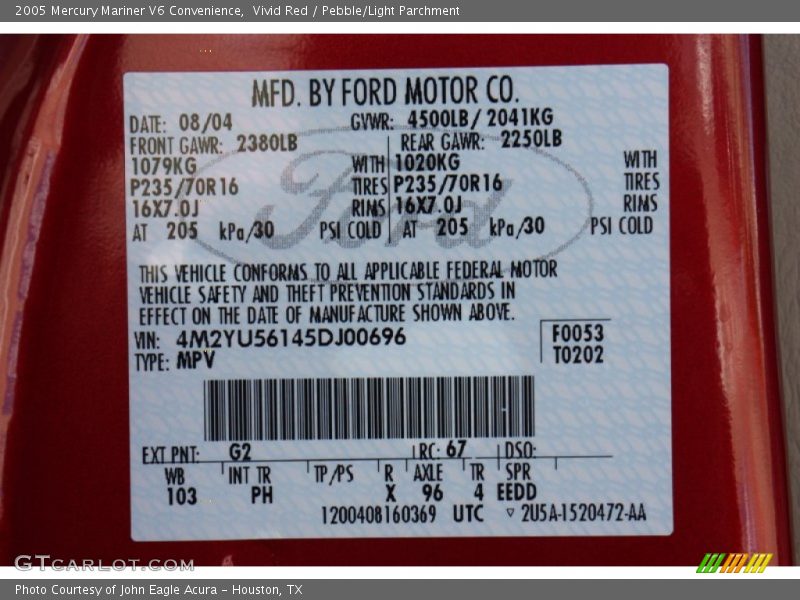 2005 Mercury Mariner V6 Convenience,  Vivid Red / Pebble/Light Parchment
MFD. BY FORD MOTOR CO.
DATE: 08/04 GVWR: 4500LB/ 2041KG
FRONT GAWR: 2380LB REAR GAWR: 2250LB
1079KG WITH 1020KG WITH
P235/70R16 TIRES P235/70R16 TIRES
16X7.0J RIMS 16X7.0J RIMS
AT 205 kPa/30 PSI COLD AT 205 kPa/30 PSI COLD
Ford
THIS VEHICLE CONFORMS TO ALL APPLICABLE FEDERAL MOTOR
VEHICLE SAFETY AND THEFT PREVENTION STANDARDS IN
EFFECT ON THE DATE OF MANUFACTURE SHOWN ABOVE.
VIN: 4M2YU56145DJ00696 F0053
TYPE: MPV T0202
EXT PNT: G2 RC: 67 DSO:
WB INT TR TP/PS R AXLE TR SPR
103 PH X 96 4 EEDD
1200408160369 UTC ▽ 2U5A-1520472-AA
GTCARLOT.COM
Photo Courtesy of John Eagle Acura – Houston, TX